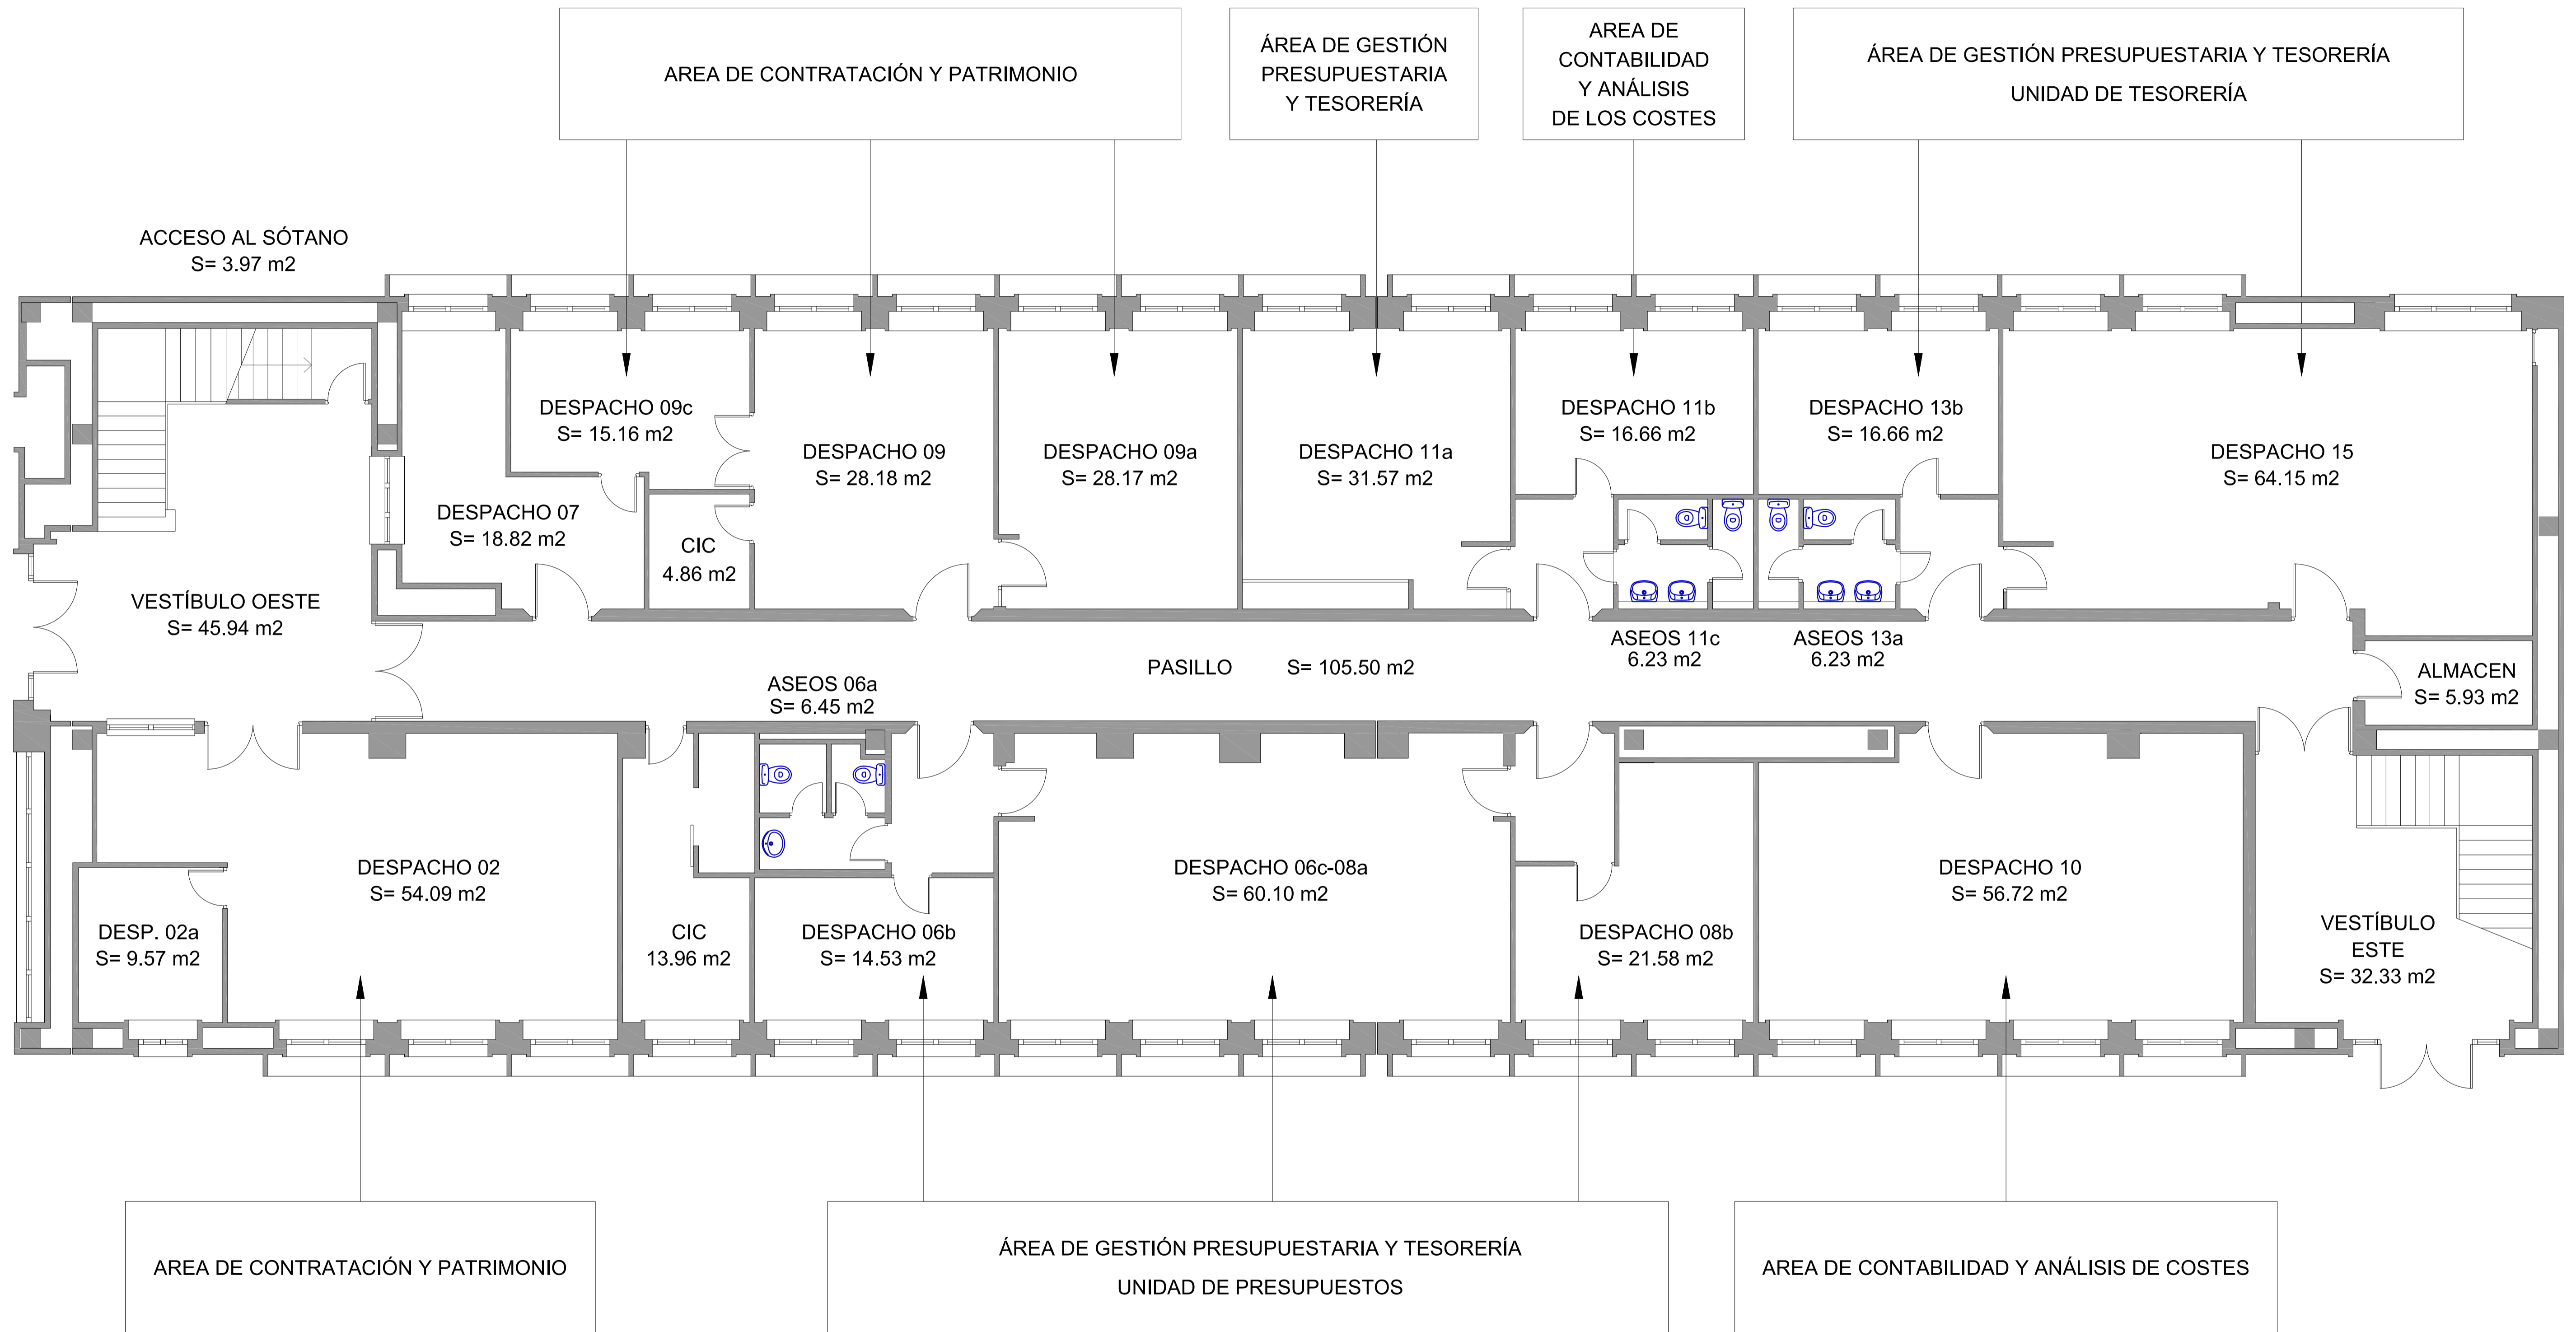 AREA DE CONTRATACIÓN Y PATRIMONIO
ÁREA DE GESTIÓN
PRESUPUESTARIA
Y TESORERÍA
AREA DE
CONTABILIDAD
Y ANÁLISIS
DE LOS COSTES
ÁREA DE GESTIÓN PRESUPUESTARIA Y TESORERÍA
UNIDAD DE TESORERÍA
ACCESO AL SÓTANO
S= 3.97 m2
DESPACHO 09c
S= 15.16 m2
DESPACHO 09
S= 28.18 m2
DESPACHO 09a
S= 28.17 m2
DESPACHO 11a
S= 31.57 m2
DESPACHO 11b
S= 16.66 m2
DESPACHO 13b
S= 16.66 m2
DESPACHO 15
S= 64.15 m2
DESPACHO 07
S= 18.82 m2
CIC
4.86 m2
VESTÍBULO OESTE
S= 45.94 m2
ASEOS 11c
6.23 m2
ASEOS 13a
6.23 m2
PASILLO S= 105.50 m2
ASEOS 06a
S= 6.45 m2
ALMACEN
S= 5.93 m2
DESPACHO 02
S= 54.09 m2
DESP. 02a
S= 9.57 m2
CIC
13.96 m2
DESPACHO 06b
S= 14.53 m2
DESPACHO 06c-08a
S= 60.10 m2
DESPACHO 08b
S= 21.58 m2
DESPACHO 10
S= 56.72 m2
VESTÍBULO
ESTE
S= 32.33 m2
AREA DE CONTRATACIÓN Y PATRIMONIO
ÁREA DE GESTIÓN PRESUPUESTARIA Y TESORERÍA
UNIDAD DE PRESUPUESTOS
AREA DE CONTABILIDAD Y ANÁLISIS DE COSTES